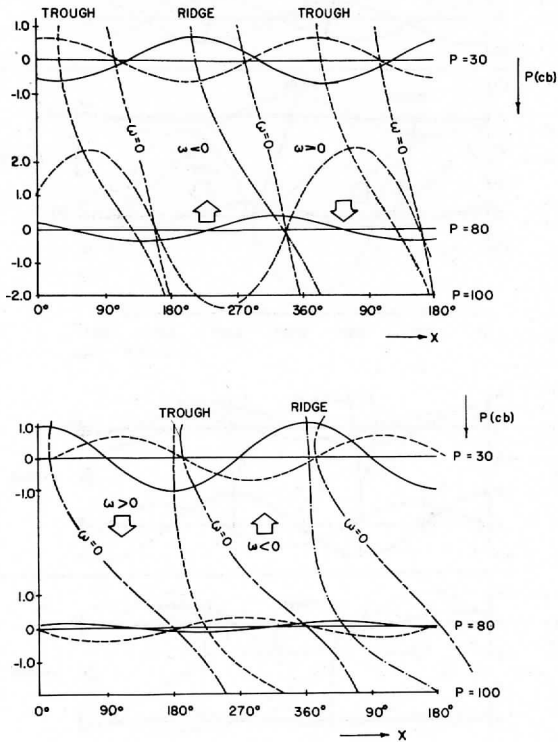 TROUGH RIDGE TROUGH
1.0
0 P = 30
-1.0
P(cb)
ω=0 ω<0 ω=0 ω>0 ω=0
2.0
1.0
0 P = 80
-1.0
-2.0 P=100
0° 90° 180° 270° 360° 90° 180°
X
TROUGH RIDGE
P(cb)
1.0
0 P = 30
-1.0
ω>0
ω=0 ω=0 ω<0 ω=0
1.0
0 P = 80
-1.0
P = 100
0° 90° 180° 270° 360° 90° 180°
X